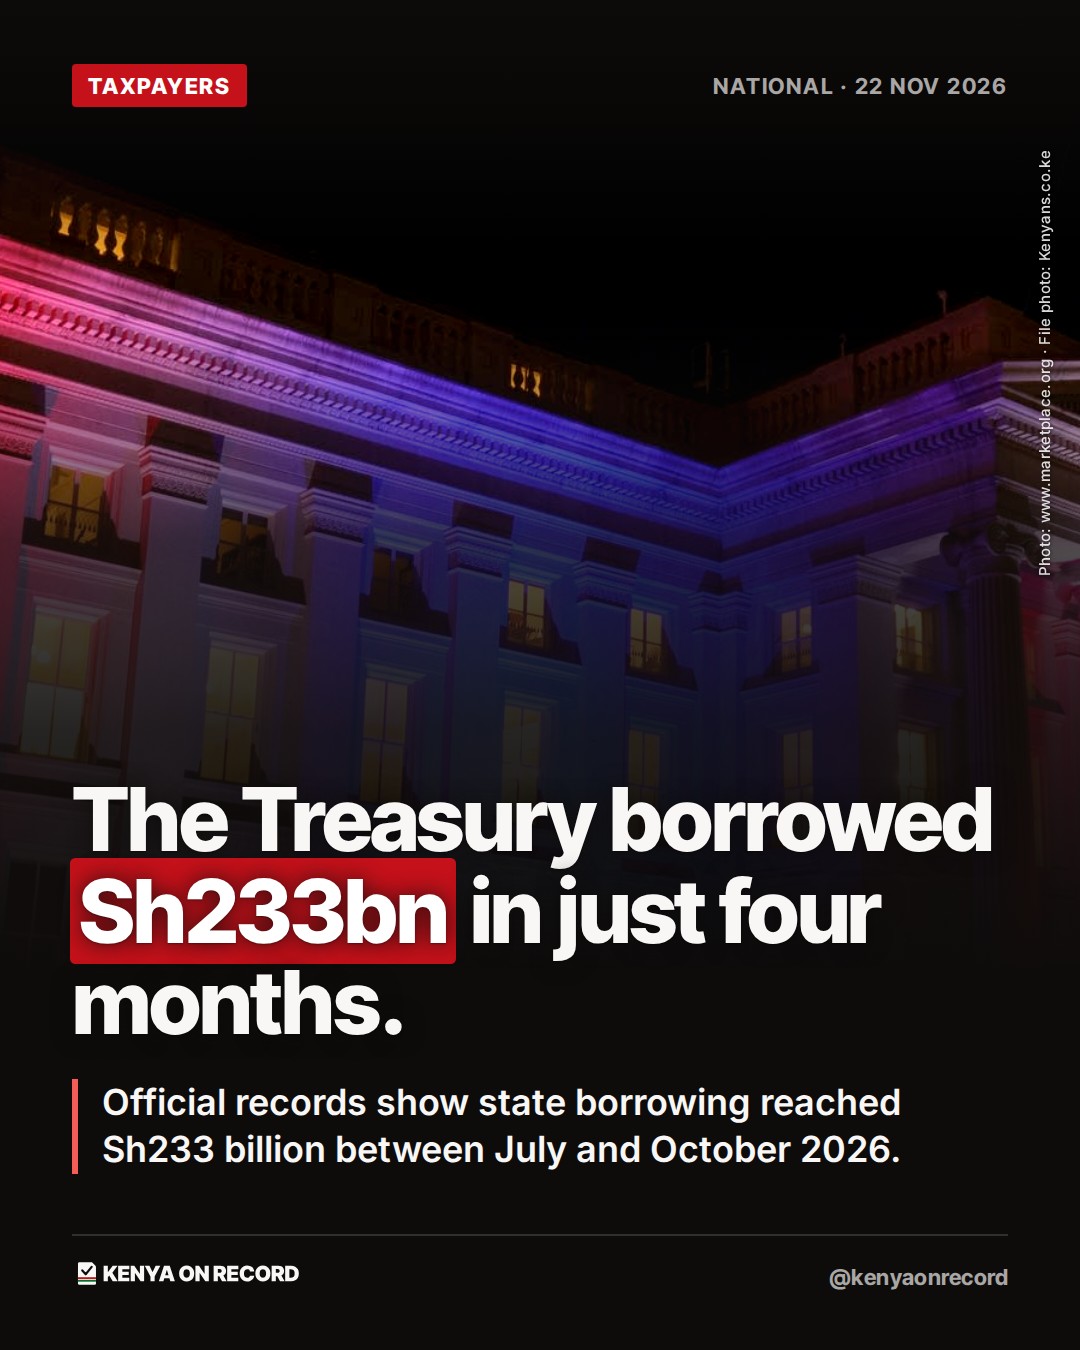 TAXPAYERS
NATIONAL · 22 NOV 2026
Photo: www.marketplace.org · File photo: Kenyans.co.ke
The Treasury borrowed
Sh233bn in just four
months.
Official records show state borrowing reached
Sh233 billion between July and October 2026.
KENYA ON RECORD
@kenyaonrecord